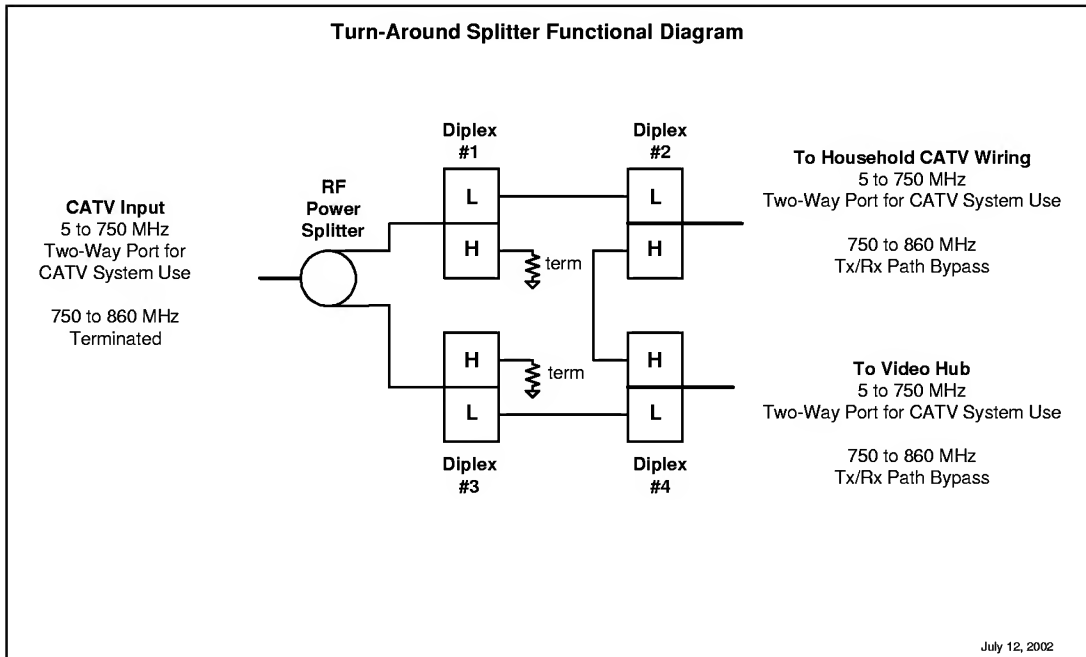 Turn-Around Splitter Functional Diagram
Diplex
#1
Diplex
#2
To Household CATV Wiring
5 to 750 MHz
Two-Way Port for CATV System Use
750 to 860 MHz
Tx/Rx Path Bypass
RF
Power
Splitter
CATV Input
5 to 750 MHz
Two-Way Port for
CATV System Use
750 to 860 MHz
Terminated
L
H
term
L
H
H
L
term
H
L
To Video Hub
5 to 750 MHz
Two-Way Port for CATV System Use
750 to 860 MHz
Tx/Rx Path Bypass
Diplex
#3
Diplex
#4
July 12, 2002